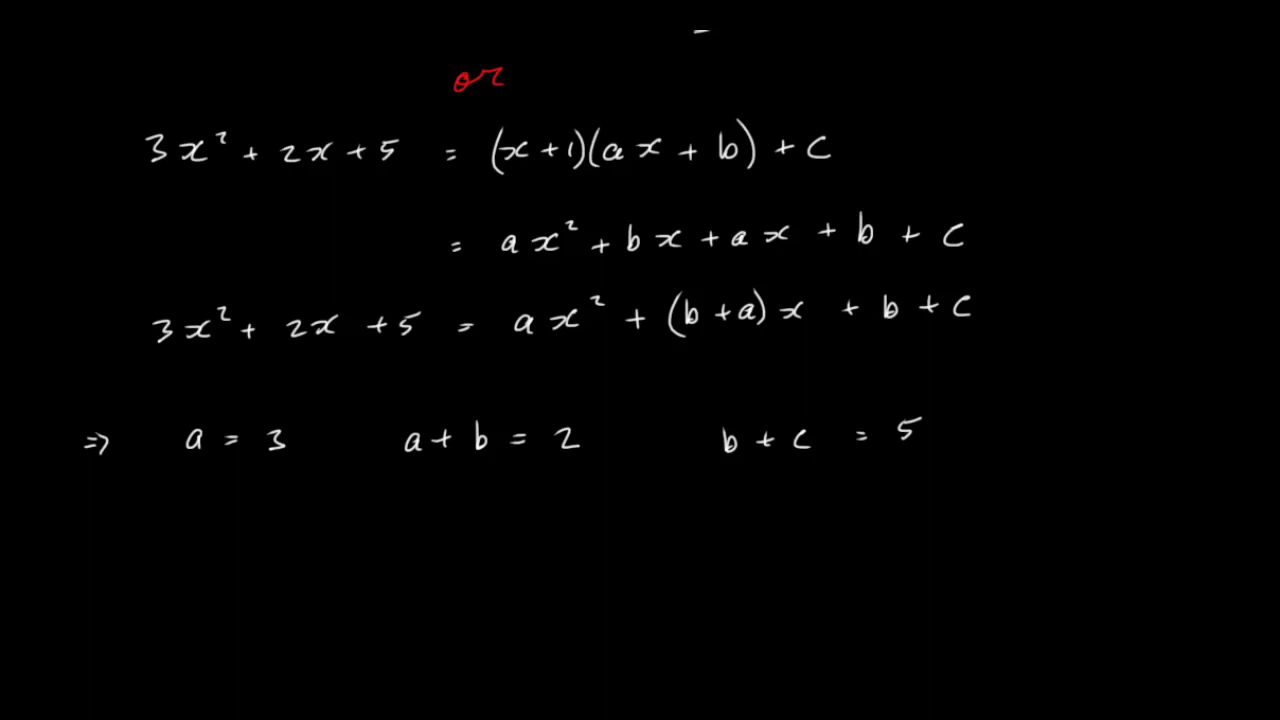 or
3x² + 2x + 5 = (x + 1)(ax + b) + c
= ax² + bx + ax + b + c
3x² + 2x + 5 = ax² + (b + a)x + b + c
⇒ a = 3 a + b = 2 b + c = 5